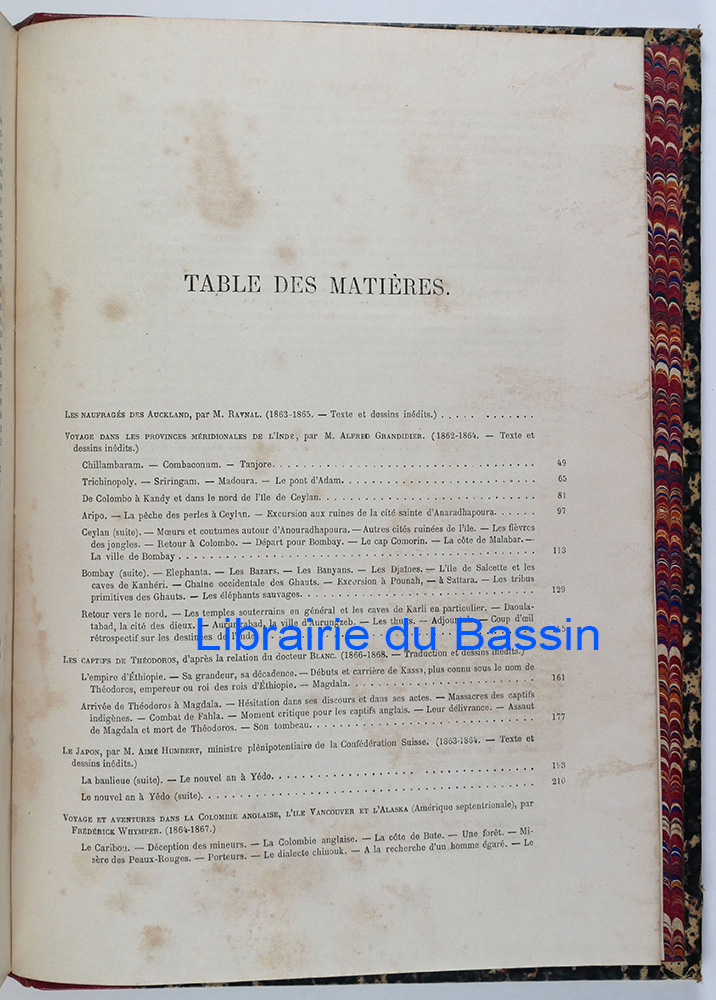 TABLE DES MATIÈRES.
LES NAUFRAGÉS DES AUCKLAND, par M. RAYNAL. (1863-1865. — Texte et dessins inédits.)
VOYAGE DANS LES PROVINCES MÉRIDIONALES DE L'INDE, par M. ALFRED GRANDIDIER. (1862-1864. — Texte et
dessins inédits.)
Chillambaram. — Combaconum. — Tanjore. 49
Trichinopoly. — Sriringam. — Madoura. — Le pont d'Adam. 65
De Colombo à Kandy et dans le nord de l'île de Ceylan. 81
Aripo. — La pêche des perles à Ceylan. — Excursion aux ruines de la cité sainte d'Anaradhapoura. 97
Ceylan (suite). — Mœurs et coutumes autour d'Anouradhapoura. — Autres cités ruinées de l'île. — Les fièvres
des jongles. — Retour à Colombo. — Départ pour Bombay. — Le cap Comorin. — La côte de Malabar. —
La ville de Bombay 113
Bombay (suite). — Elephanta. — Les Bazars. — Les Banyans. — Les Djaïnes. — L'île de Salcette et les
caves de Kanhéri. — Chaîne occidentale des Ghauts. — Excursion à Pounah, — à Sattara. — Les tribus
primitives des Ghauts. — Les éléphants sauvages. 129
Retour vers le nord. — Les temples souterrains en général et les caves de Karli en particulier. — Daoula-
tabad, la cité des dieux. — Aurungabad, la ville d'Aurungzeb. — Les thugs. — Adjountah. — Coup d'œil
rétrospectif sur les destinées de l'Inde
Librairie du Bassin
LES CAPTIFS DE THÉODOROS, d'après la relation du docteur BLANC. (1866-1868. — Traduction et dessins inédits.)
L'empire d'Éthiopie. — Sa grandeur, sa décadence. — Débuts et carrière de Kassa, plus connu sous le nom de
Théodoros, empereur ou roi des rois d'Éthiopie. — Magdala. 161
Arrivée de Théodoros à Magdala. — Hésitation dans ses discours et dans ses actes. — Massacres des captifs
indigènes. — Combat de Fahla. — Moment critique pour les captifs anglais. — Leur délivrance. — Assaut
de Magdala et mort de Théodoros. — Son tombeau. 177
LE JAPON, par M. AIMÉ HUMBERT, ministre plénipotentiaire de la Confédération Suisse. (1863-1864. — Texte et
dessins inédits.)
La banlieue (suite). — Le nouvel an à Yédo. 193
Le nouvel an à Yédo (suite). 210
VOYAGE ET AVENTURES DANS LA COLOMBIE ANGLAISE, L'ILE VANCOUVER ET L'ALASKA (Amérique septentrionale), par
FRÉDÉRICK WHYMPER. (1864-1867.)
Le Caribou. — Déception des mineurs. — La Colombie anglaise. — La côte de Bute. — Une forêt. — Mi-
sère des Peaux-Rouges. — Porteurs. — Le dialecte chinouk. — A la recherche d'un homme égaré. — Le